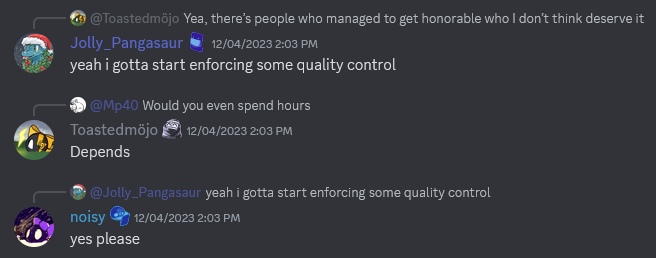 @Toastedmöjo Yea, there's people who managed to get honorable who I don't think deserve it
Jolly_Pangasaur 12/04/2023 2:03 PM
yeah i gotta start enforcing some quality control
@Mp40 Would you even spend hours
Toastedmöjo 12/04/2023 2:03 PM
Depends
@Jolly_Pangasaur yeah i gotta start enforcing some quality control
noisy 12/04/2023 2:03 PM
yes please